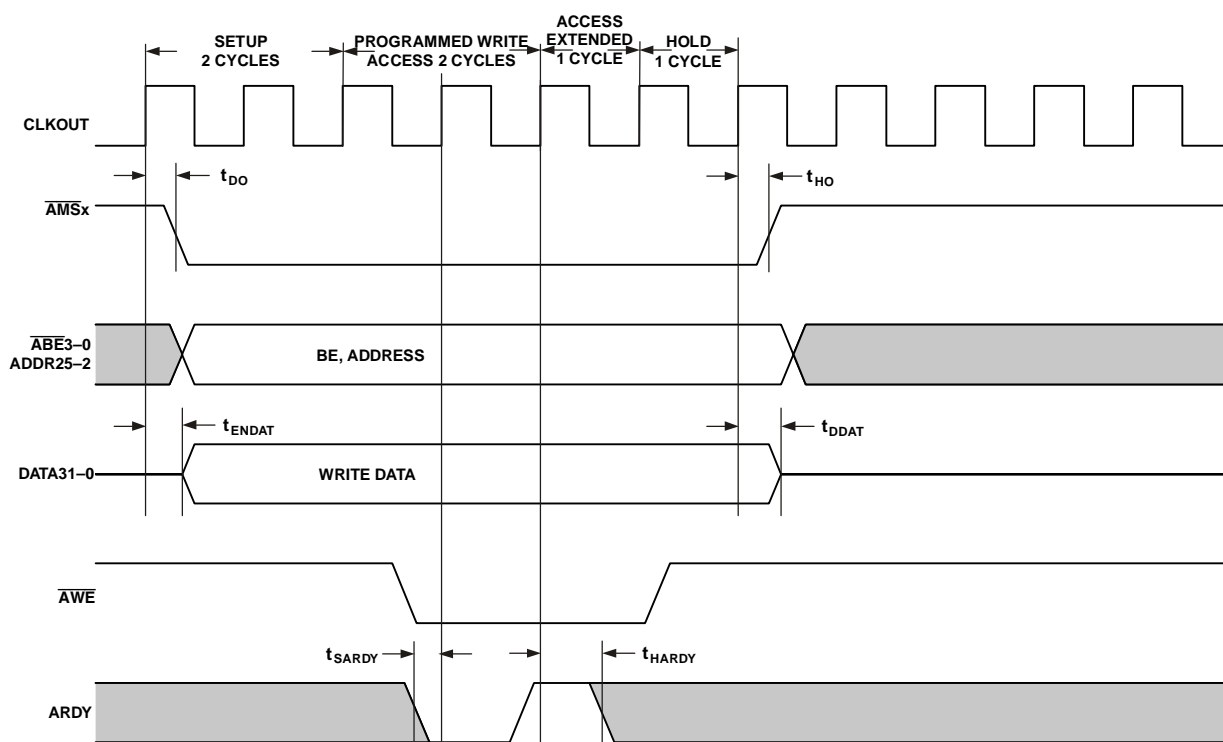 SETUP
2 CYCLES
PROGRAMMED WRITE
ACCESS 2 CYCLES
ACCESS
EXTENDED
1 CYCLE
HOLD
1 CYCLE
CLKOUT
tDO
tHO
AMSx
ABE3–0
ADDR25–2
BE, ADDRESS
tENDAT
tDDAT
DATA31–0
WRITE DATA
AWE
tSARDY
tHARDY
ARDY